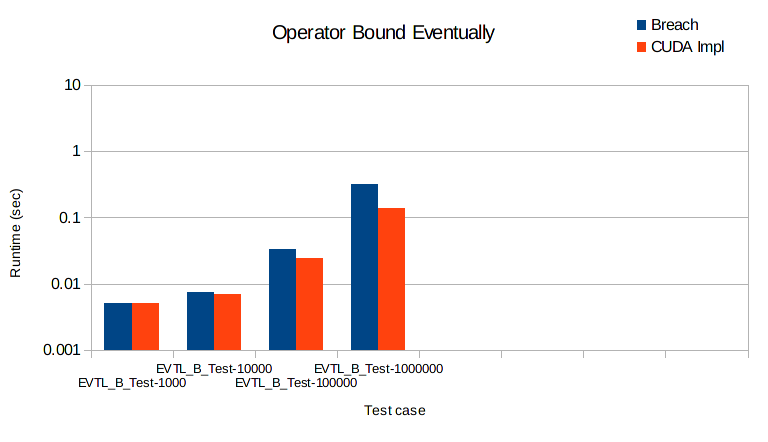 Operator Bound Eventually
Breach
CUDA Impl
10
1
0.1
0.01
0.001
Runtime (sec)
EVTL_B_Test-1000
EVTL_B_Test-10000
EVTL_B_Test-100000
EVTL_B_Test-1000000
Test case